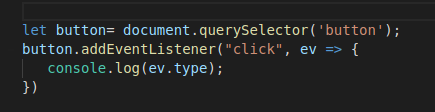 let button= document.querySelector('button');
button.addEventListener("click", ev => {
   console.log(ev.type);
})